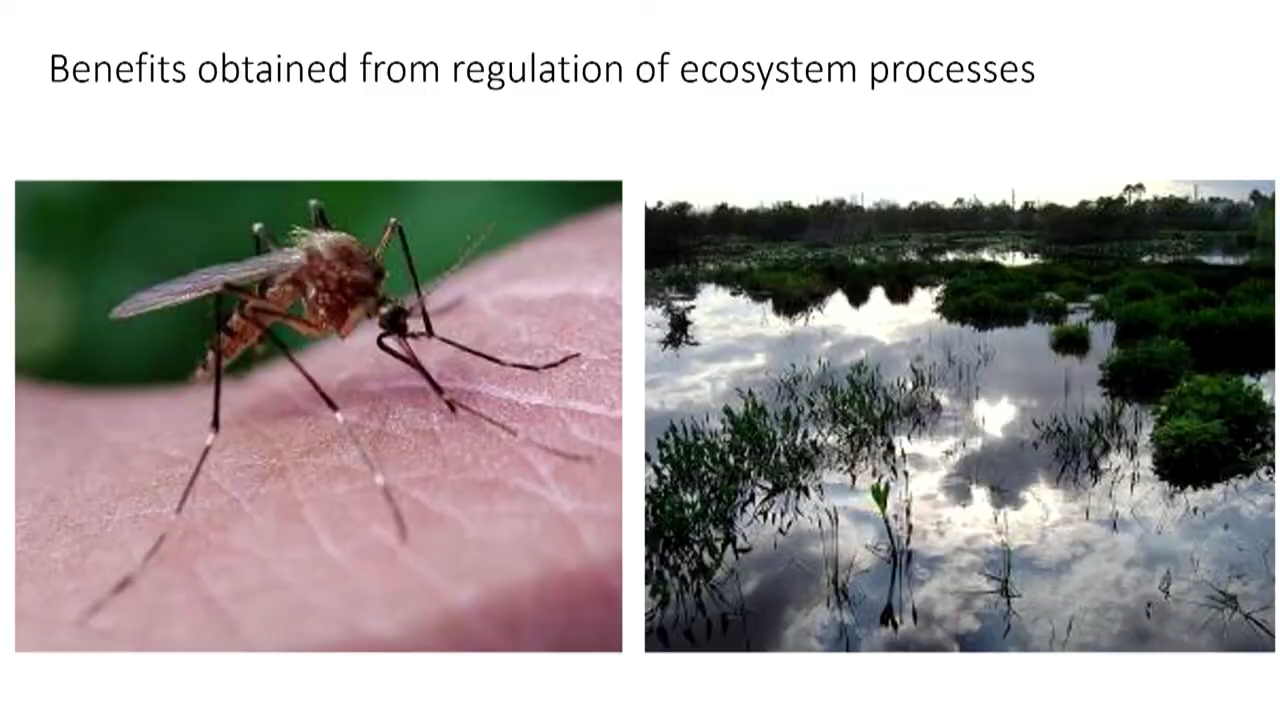 Benefits obtained from regulation of ecosystem processes